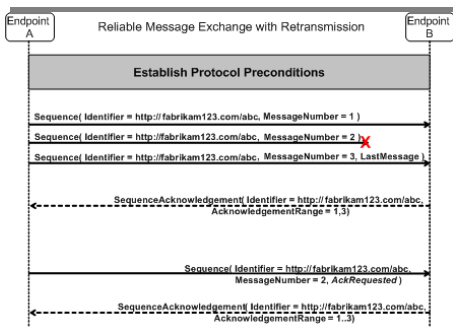 Endpoint A
Reliable Message Exchange with Retransmission
Endpoint B
Establish Protocol Preconditions
Sequence( Identifier = http://fabrikam123.com/abc, MessageNumber = 1 )
Sequence( Identifier = http://fabrikam123.com/abc, MessageNumber = 2 )
X
Sequence( Identifier = http://fabrikam123.com/abc, MessageNumber = 3, LastMessage )
SequenceAcknowledgement( Identifier = http://fabrikam123.com/abc,
AcknowledgementRange = 1,3)
Sequence( Identifier = http://fabrikam123.com/abc,
MessageNumber = 2, AckRequested )
SequenceAcknowledgement( Identifier = http://fabrikam123.com/abc,
AcknowledgementRange = 1..3)